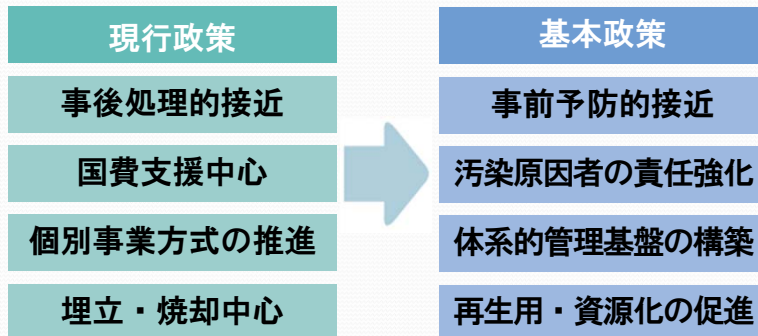 現行政策
基本政策
事後処理的接近
事前予防的接近
国費支援中心
汚染原因者の責任強化
個別事業方式の推進
体系的管理基盤の構築
埋立・焼却中心
再生用・資源化の促進